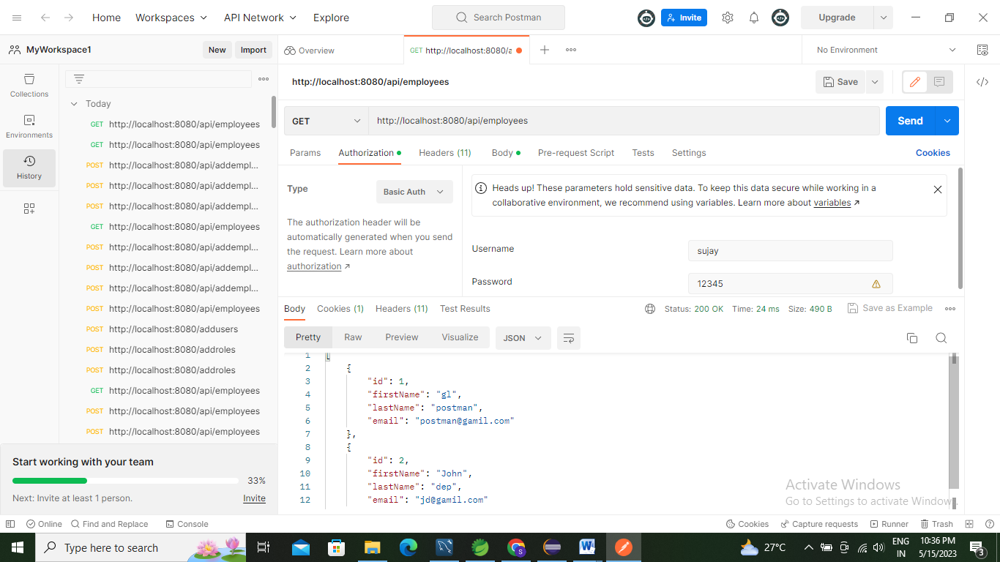 Home Workspaces API Network Explore Search Postman Invite Upgrade
MyWorkspace1 New Import Overview GET http://localhost:8080/a No Environment
http://localhost:8080/api/employees Save
Collections
Environments
History
Today
GET http://localhost:8080/api/employees
GET http://localhost:8080/api/employees
POST http://localhost:8080/api/addempl...
POST http://localhost:8080/api/addempl...
POST http://localhost:8080/api/addempl...
GET http://localhost:8080/api/employees
POST http://localhost:8080/api/addempl...
POST http://localhost:8080/api/addempl...
POST http://localhost:8080/api/addempl...
POST http://localhost:8080/api/employees
POST http://localhost:8080/addusers
POST http://localhost:8080/addroles
POST http://localhost:8080/addroles
GET http://localhost:8080/api/employees
POST http://localhost:8080/api/employees
POST http://localhost:8080/api/employees
Start working with your team
33%
Next: Invite at least 1 person. Invite
GET http://localhost:8080/api/employees Send
Params Authorization Headers (11) Body Pre-request Script Tests Settings Cookies
Type Basic Auth
The authorization header will be
automatically generated when you send
the request. Learn more about
authorization ↗
Heads up! These parameters hold sensitive data. To keep this data secure while working in a
collaborative environment, we recommend using variables. Learn more about variables ↗
Username sujay
Password 12345
Body Cookies (1) Headers (11) Test Results Status: 200 OK Time: 24 ms Size: 490 B Save as Example
Pretty Raw Preview Visualize JSON
1 [
2 {
3 "id": 1,
4 "firstName": "gl",
5 "lastName": "postman",
6 "email": "postman@gamil.com"
7 },
8 {
9 "id": 2,
10 "firstName": "John",
11 "lastName": "dep",
12 "email": "jd@gamil.com"
Activate Windows
Go to Settings to activate Windows.
Online Find and Replace Console Cookies Capture requests Runner Trash
Type here to search 27°C ENG IN 10:36 PM 5/15/2023 3